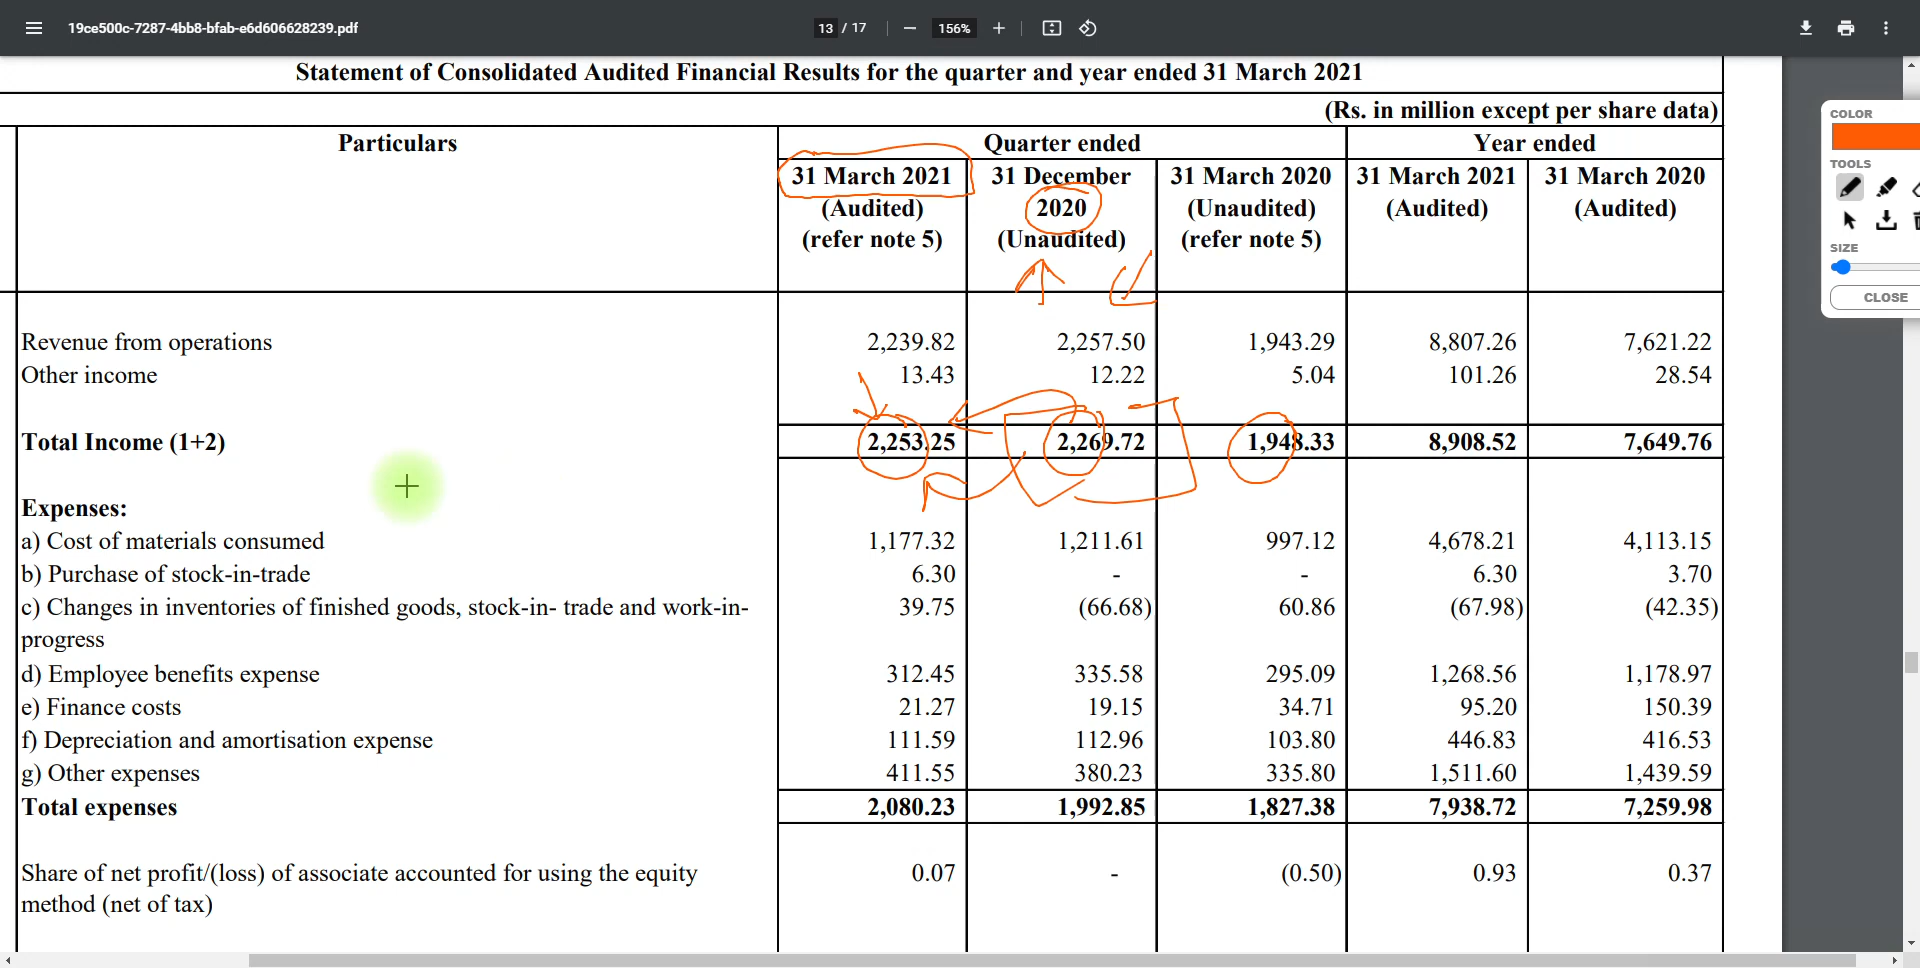 19ce500c-7287-4bb8-bfab-e6d606628239.pdf 13 / 17 156%
Statement of Consolidated Audited Financial Results for the quarter and year ended 31 March 2021
(Rs. in million except per share data)
Particulars Quarter ended Year ended
31 March 2021 31 December 31 March 2020 31 March 2021 31 March 2020
(Audited) 2020 (Unaudited) (Audited) (Audited)
(refer note 5) (Unaudited) (refer note 5)
Revenue from operations 2,239.82 2,257.50 1,943.29 8,807.26 7,621.22
Other income 13.43 12.22 5.04 101.26 28.54
Total Income (1+2) 2,253.25 2,269.72 1,948.33 8,908.52 7,649.76
Expenses:
a) Cost of materials consumed 1,177.32 1,211.61 997.12 4,678.21 4,113.15
b) Purchase of stock-in-trade 6.30 - - 6.30 3.70
c) Changes in inventories of finished goods, stock-in- trade and work-in- 39.75 (66.68) 60.86 (67.98) (42.35)
progress
d) Employee benefits expense 312.45 335.58 295.09 1,268.56 1,178.97
e) Finance costs 21.27 19.15 34.71 95.20 150.39
f) Depreciation and amortisation expense 111.59 112.96 103.80 446.83 416.53
g) Other expenses 411.55 380.23 335.80 1,511.60 1,439.59
Total expenses 2,080.23 1,992.85 1,827.38 7,938.72 7,259.98
Share of net profit/(loss) of associate accounted for using the equity 0.07 - (0.50) 0.93 0.37
method (net of tax)
COLOR
TOOLS
SIZE
CLOSE